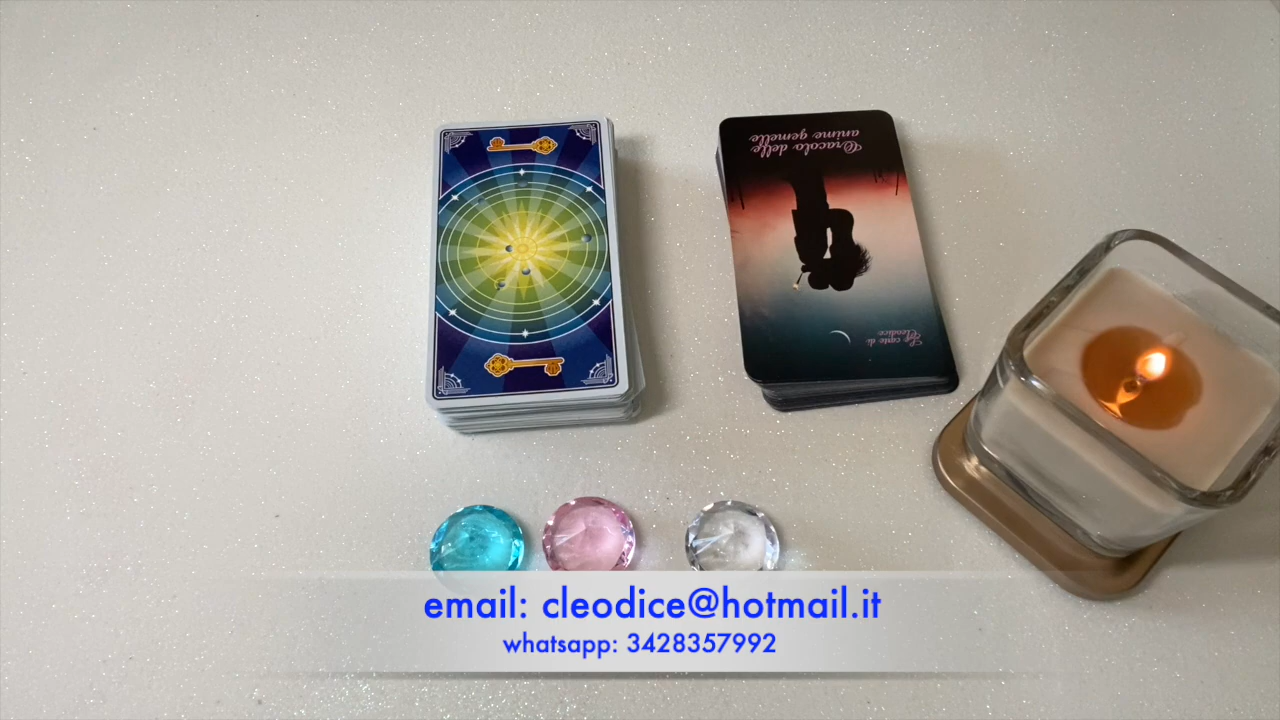 Oracolo delle
anime gemelle
Le carte di
Cleodice
email: cleodice@hotmail.it
whatsapp: 3428357992